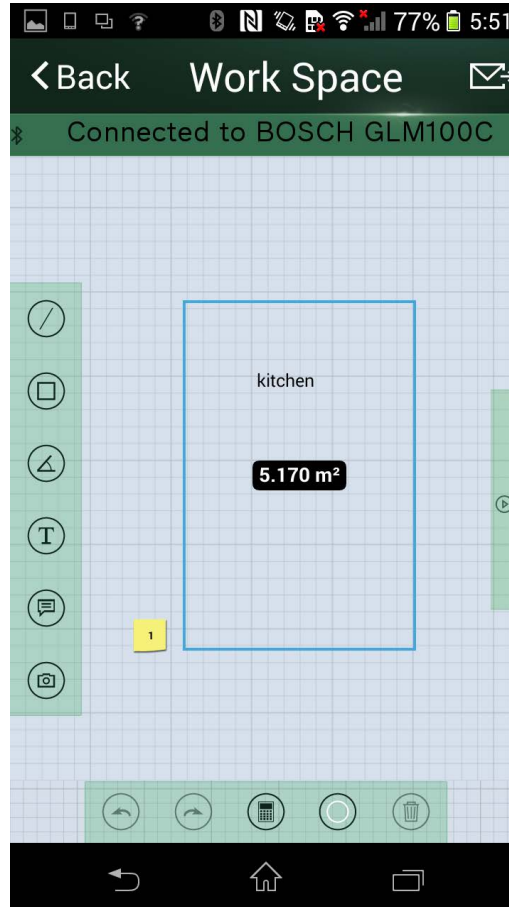 77% 5:51
Back Work Space
Connected to BOSCH GLM100C
kitchen
5.170 m²
T
1